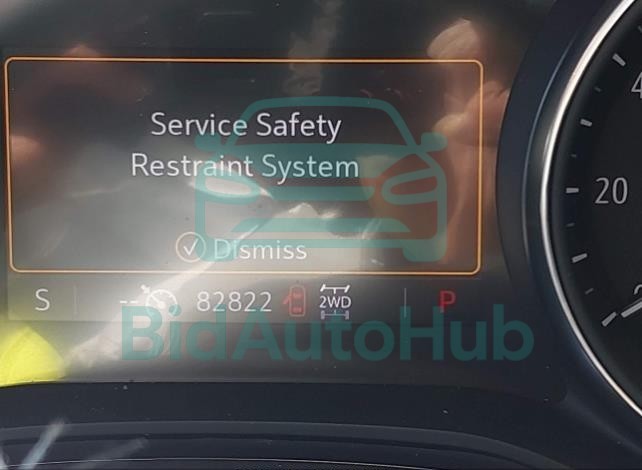 Service Safety
Restraint System
Dismiss
S -- 82822 2WD P
BidAutoHub
20